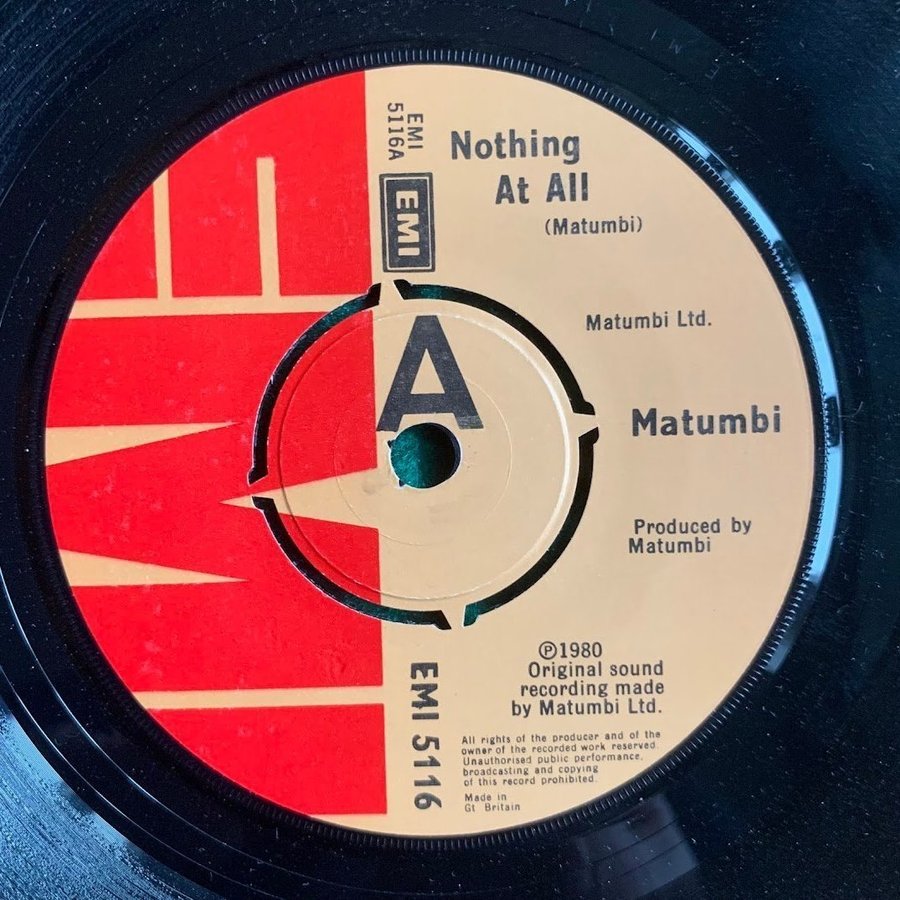 EMI
5116A
EMI
Nothing
At All
(Matumbi)
Matumbi Ltd.
A
Matumbi
Produced by
Matumbi
℗1980
Original sound
recording made
by Matumbi Ltd.
EMI 5116
All rights of the producer and of the
owner of the recorded work reserved.
Unauthorised public performance,
broadcasting and copying
of this record prohibited.
Made in
Gt Britain
EMI